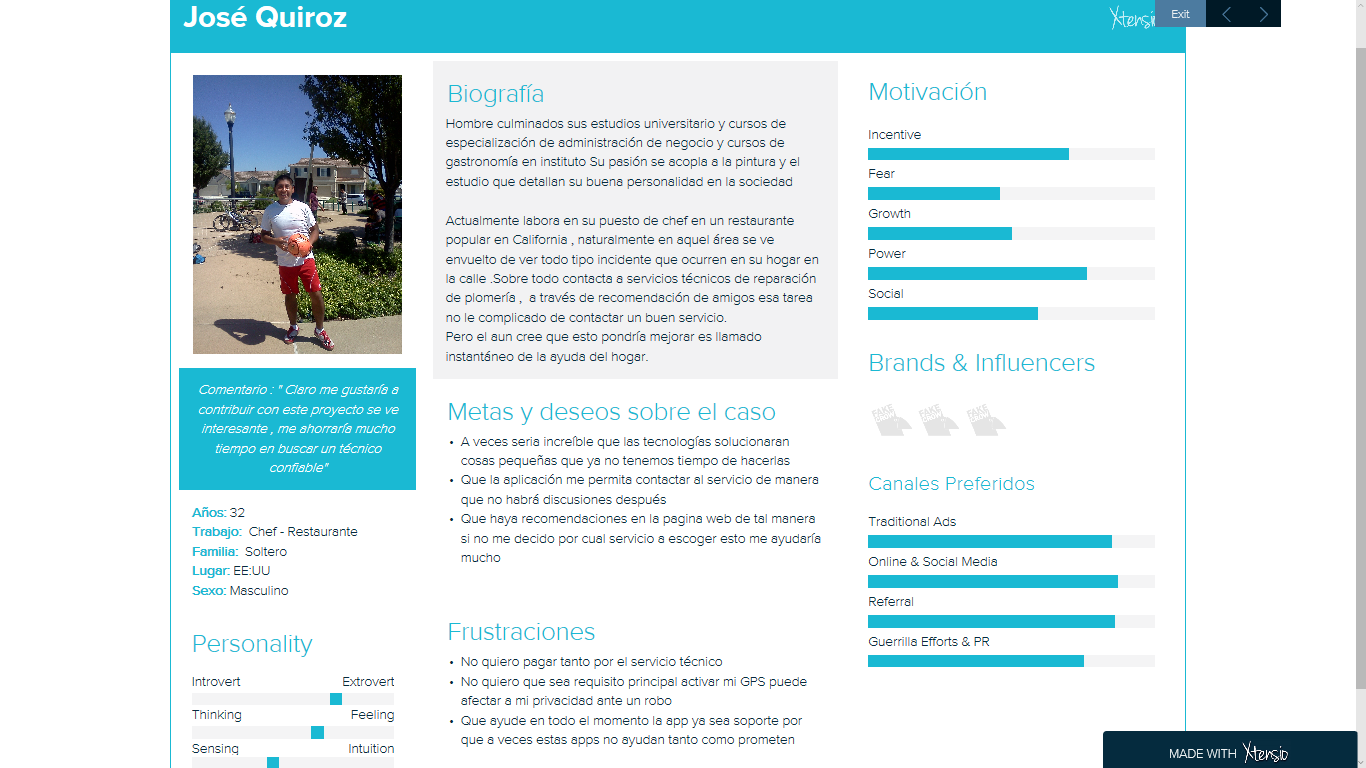 José Quiroz
Xtensi
Exit
Comentario : " Claro me gustaría a
contribuir con este proyecto se ve
interesante , me ahorraría mucho
tiempo en buscar un técnico
confiable"
Años: 32
Trabajo: Chef - Restaurante
Familia: Soltero
Lugar: EE:UU
Sexo: Masculino
Personality
Introvert Extrovert
Thinking Feeling
Sensing Intuition
Biografía
Hombre culminados sus estudios universitario y cursos de
especialización de administración de negocio y cursos de
gastronomía en instituto Su pasión se acopla a la pintura y el
estudio que detallan su buena personalidad en la sociedad
Actualmente labora en su puesto de chef en un restaurante
popular en California , naturalmente en aquel área se ve
envuelto de ver todo tipo incidente que ocurren en su hogar en
la calle .Sobre todo contacta a servicios técnicos de reparación
de plomería , a través de recomendación de amigos esa tarea
no le complicado de contactar un buen servicio.
Pero el aun cree que esto pondría mejorar es llamado
instantáneo de la ayuda del hogar.
Metas y deseos sobre el caso
• A veces seria increíble que las tecnologías solucionaran
cosas pequeñas que ya no tenemos tiempo de hacerlas
• Que la aplicación me permita contactar al servicio de manera
que no habrá discusiones después
• Que haya recomendaciones en la pagina web de tal manera
si no me decido por cual servicio a escoger esto me ayudaría
mucho
Frustraciones
• No quiero pagar tanto por el servicio técnico
• No quiero que sea requisito principal activar mi GPS puede
afectar a mi privacidad ante un robo
• Que ayude en todo el momento la app ya sea soporte por
que a veces estas apps no ayudan tanto como prometen
Motivación
Incentive
Fear
Growth
Power
Social
Brands & Influencers
FAKE
FAKE
FAKE
Canales Preferidos
Traditional Ads
Online & Social Media
Referral
Guerrilla Efforts & PR
MADE WITH Xtensio